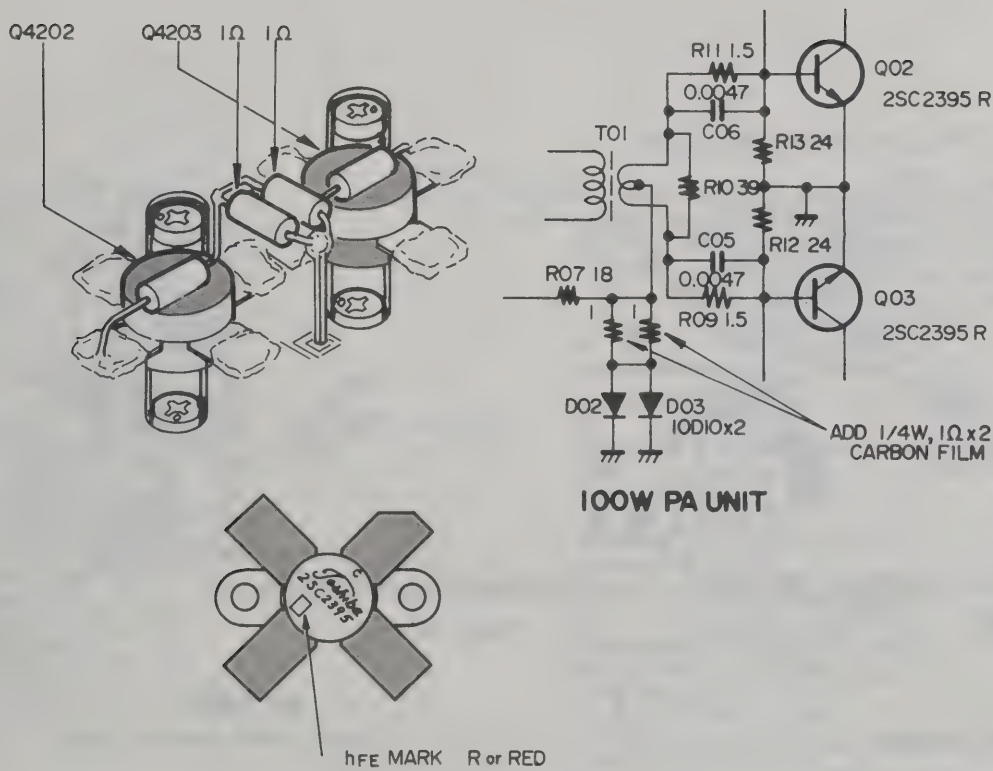 Q4202
Q4203
1Ω
1Ω
R11 1.5
0.0047
C06
Q02
2SC2395 R
T01
R13 24
R10 39
R12 24
C05
0.0047
R07 18
R09 1.5
1
1
Q03
2SC2395 R
D02
D03
10D10x2
ADD 1/4W, 1Ωx2
CARBON FILM
100W PA UNIT
C
Toshiba
2SC2395
hFE MARK R or RED